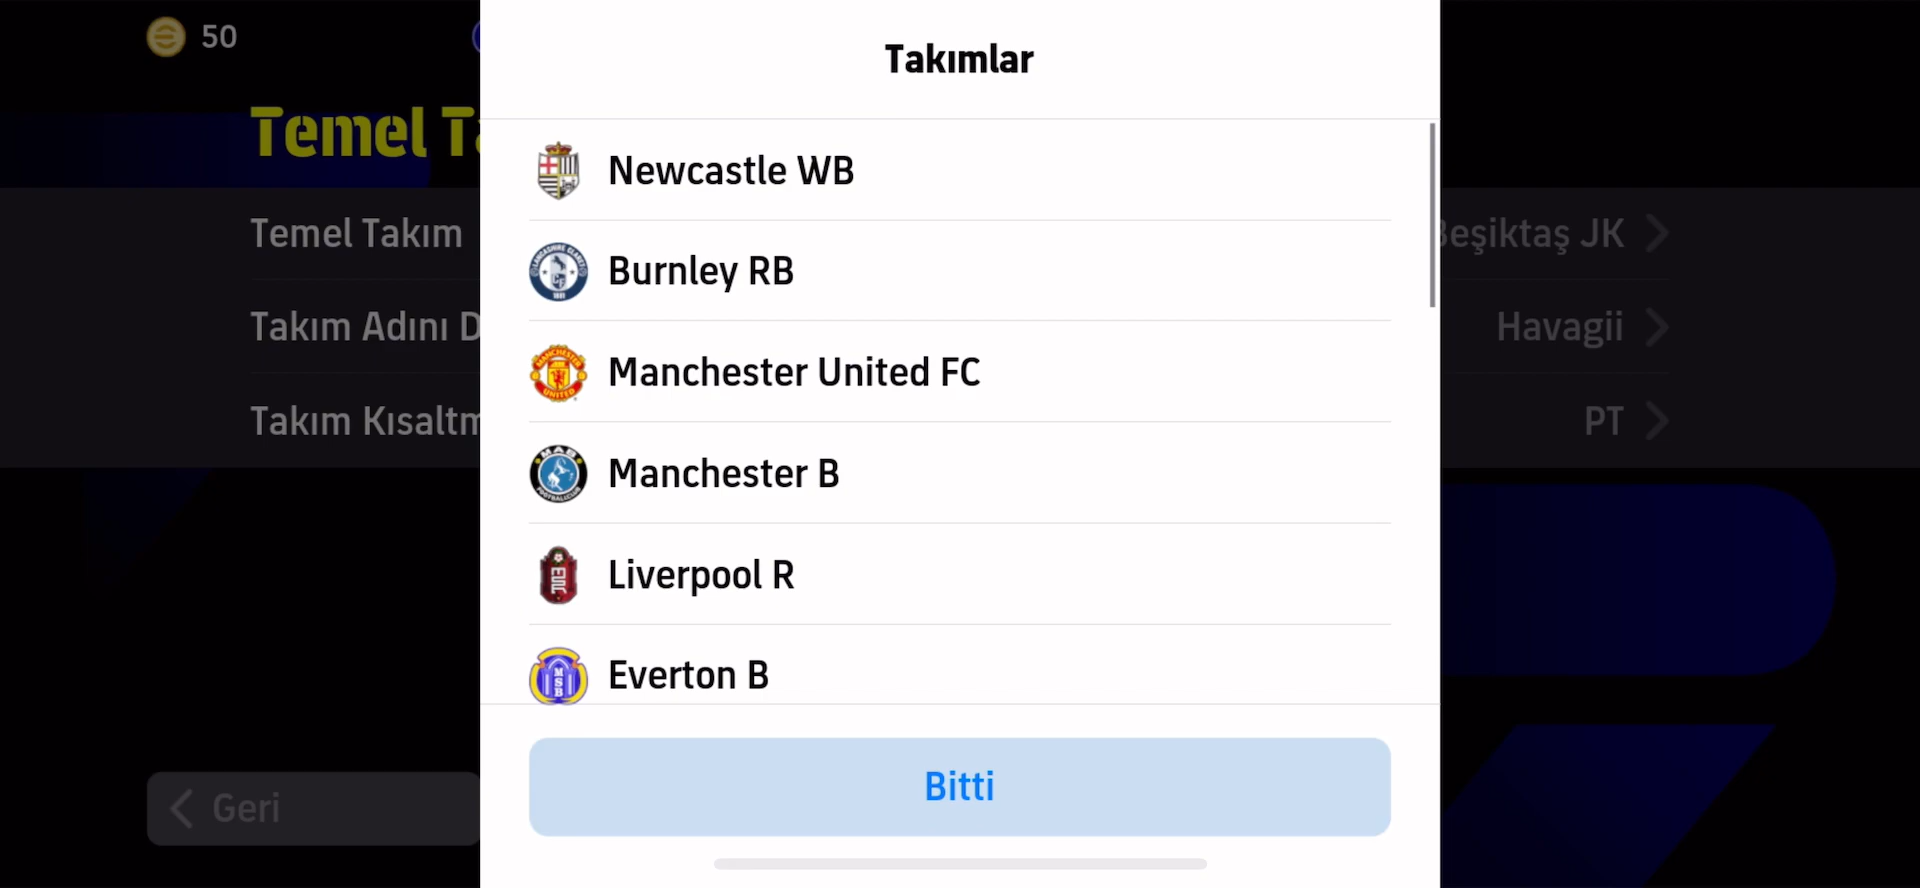 50
Takımlar
Temel
Temel Takım
Beşiktaş JK
Takım Adını
Havagii
Takım
PT
Newcastle WB
Burnley RB
Manchester United FC
Manchester B
Liverpool R
Everton B
Bitti
Geri